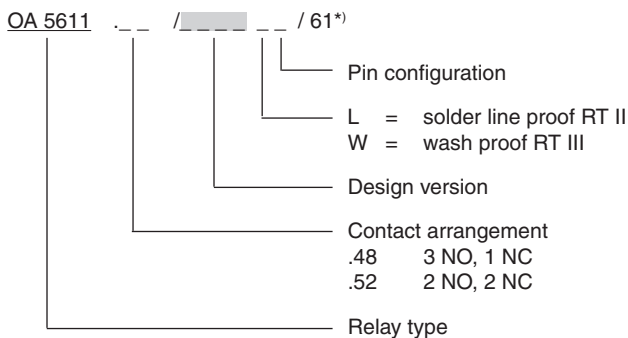 OA 5611 ._ _ /_ _ _ _ _ _ / 61*)
Pin configuration
L = solder line proof RT II
W = wash proof RT III
Design version
Contact arrangement
.48 3 NO, 1 NC
.52 2 NO, 2 NC
Relay type